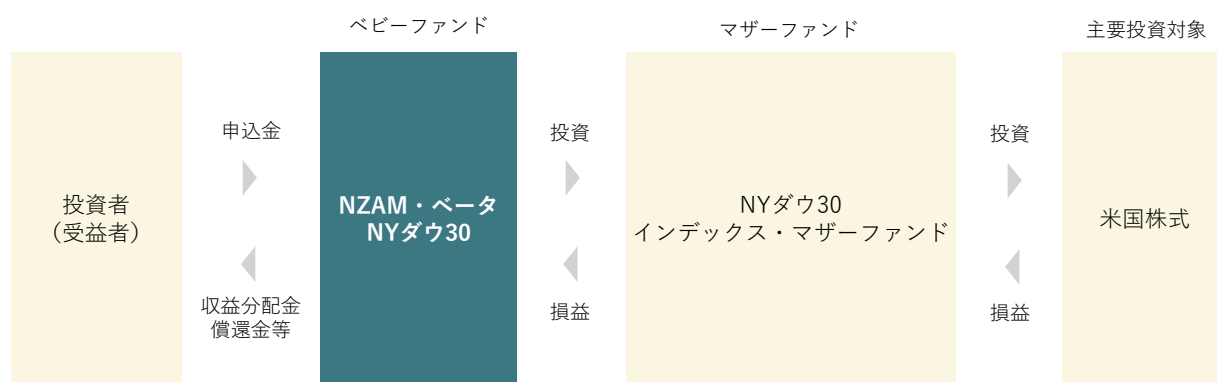 ベビーファンド
マザーファンド
主要投資対象
投資者
(受益者)
申込金
収益分配金
償還金等
NZAM・ベータ
NYダウ30
投資
損益
NYダウ30
インデックス・マザーファンド
投資
損益
米国株式